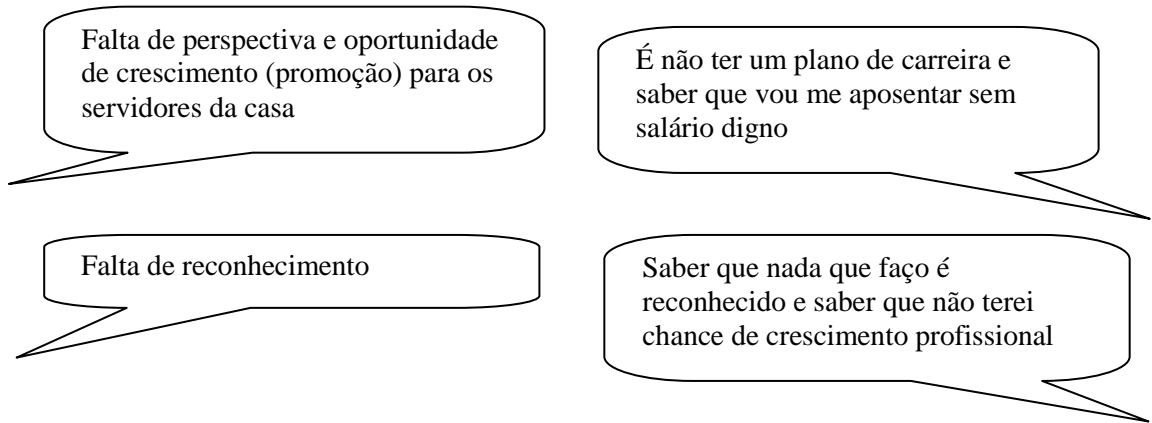 Falta de perspectiva e oportunidade
de crescimento (promoção) para os
servidores da casa
É não ter um plano de carreira e
saber que vou me aposentar sem
salário digno
Falta de reconhecimento
Saber que nada que faço é
reconhecido e saber que não terei
chance de crescimento profissional